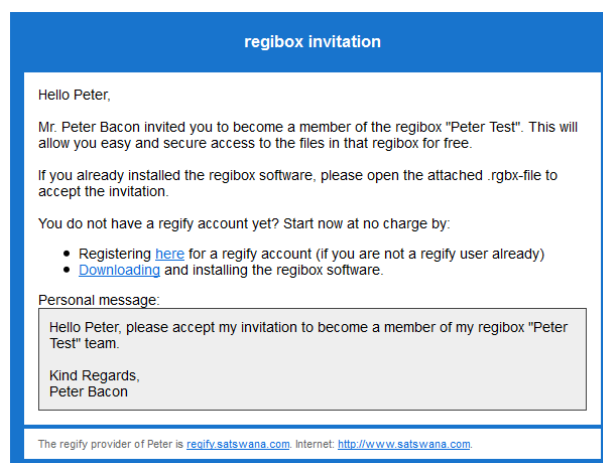 regibox invitation
Hello Peter,
Mr. Peter Bacon invited you to become a member of the regibox "Peter Test". This will
allow you easy and secure access to the files in that regibox for free.
If you already installed the regibox software, please open the attached .rgbx-file to
accept the invitation.
You do not have a regify account yet? Start now at no charge by:
• Registering here for a regify account (if you are not a regify user already)
• Downloading and installing the regibox software.
Personal message:
Hello Peter, please accept my invitation to become a member of my regibox "Peter
Test" team.
Kind Regards,
Peter Bacon
The regify provider of Peter is regify.satswana.com. Internet: http://www.satswana.com.